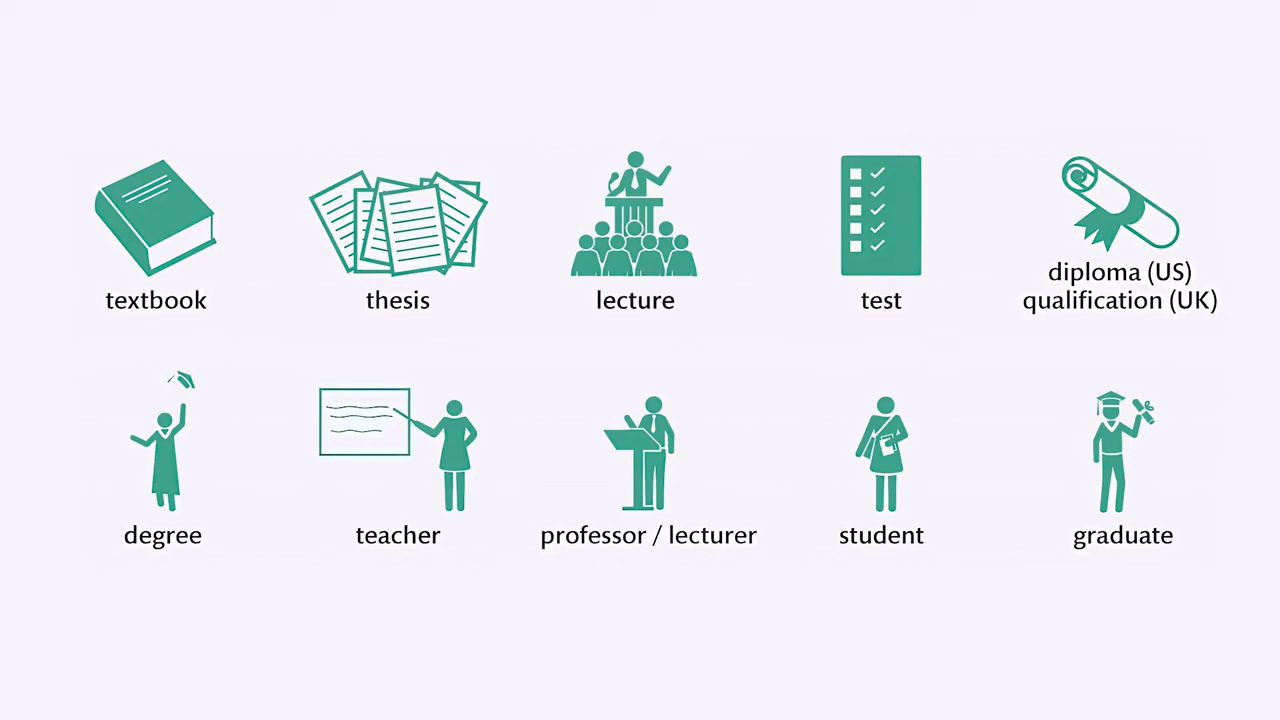 textbook
thesis
lecture
test
diploma (US)
qualification (UK)
degree
teacher
professor / lecturer
student
graduate